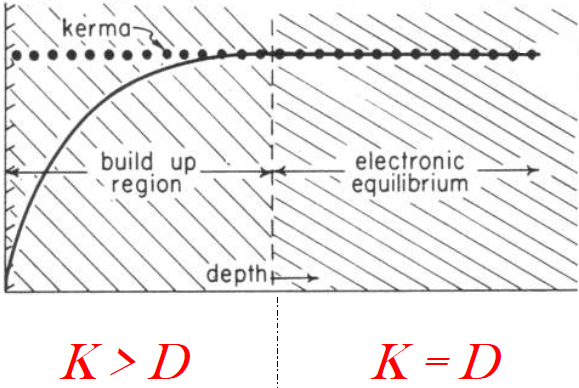 kerma
build up
region
electronic
equilibrium
depth
K > D
K = D